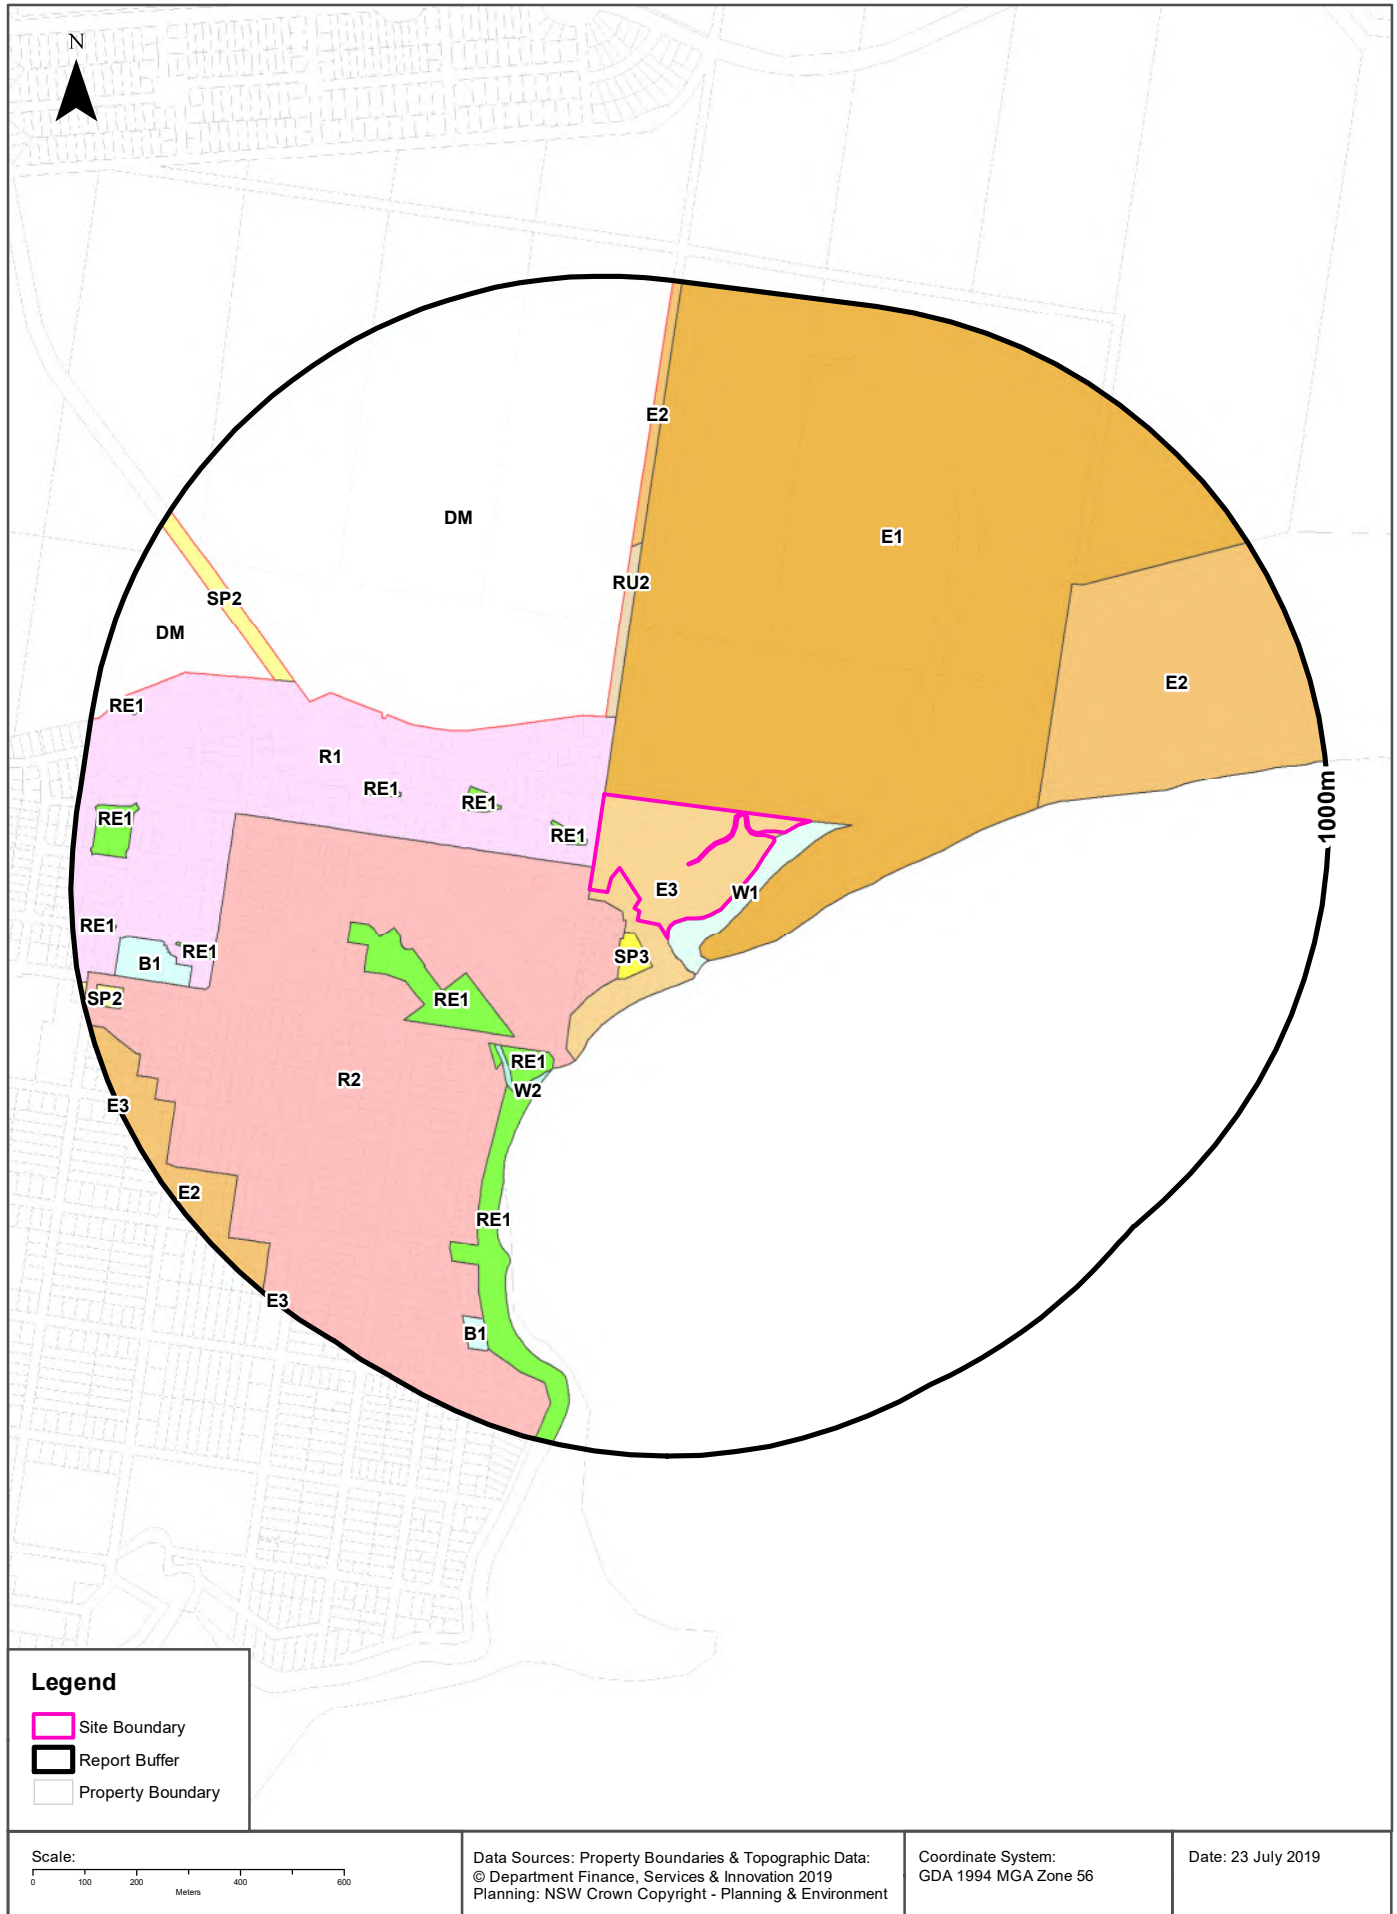 N
E2
DM
E1
RU2
SP2
DM
E2
RE1
R1
RE1
RE1
RE1
RE1
1000m
E3
W1
RE1
RE1
B1
SP3
SP2
RE1
RE1
R2
W2
E3
E2
RE1
E3
B1
Legend
Site Boundary
Report Buffer
Property Boundary
Scale:
0 100 200 400 600
Meters
Data Sources: Property Boundaries & Topographic Data:
© Department Finance, Services & Innovation 2019
Planning: NSW Crown Copyright - Planning & Environment
Coordinate System:
GDA 1994 MGA Zone 56
Date: 23 July 2019